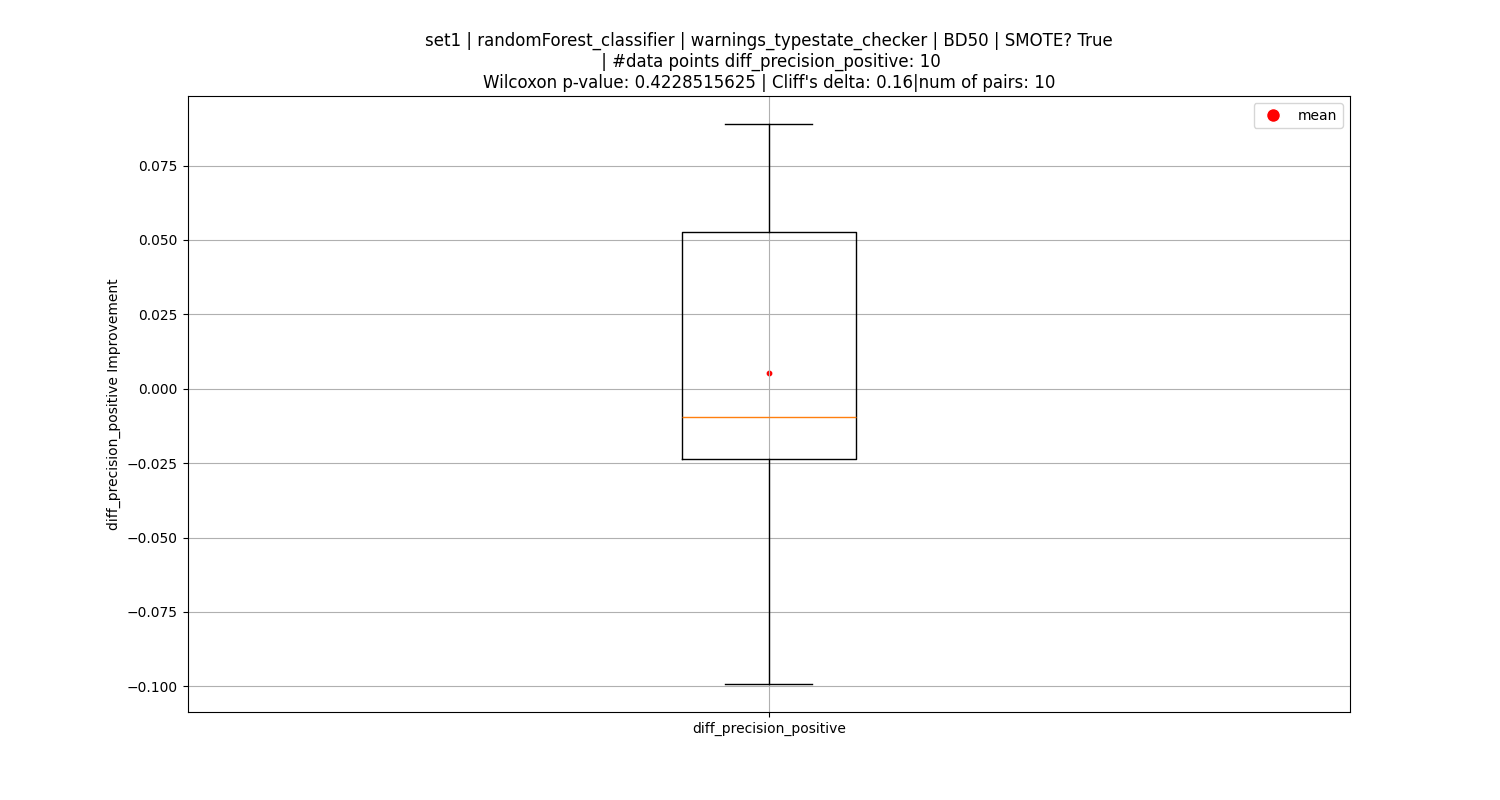 set1 | randomForest_classifier | warnings_typestate_checker | BD50 | SMOTE? True
| #data points diff_precision_positive: 10
Wilcoxon p-value: 0.4228515625 | Cliff's delta: 0.16|num of pairs: 10
mean
0.075
0.050
0.025
0.000
−0.025
−0.050
−0.075
−0.100
diff_precision_positive Improvement
diff_precision_positive